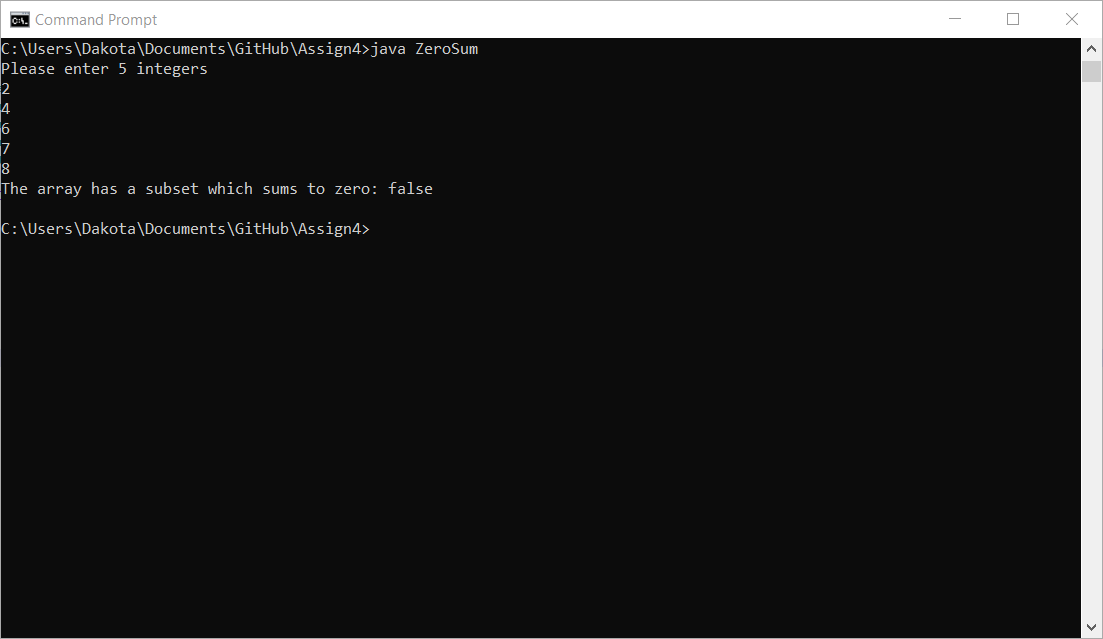 Command Prompt
C:\Users\Dakota\Documents\GitHub\Assign4>java ZeroSum
Please enter 5 integers
2
4
6
7
8
The array has a subset which sums to zero: false
C:\Users\Dakota\Documents\GitHub\Assign4>